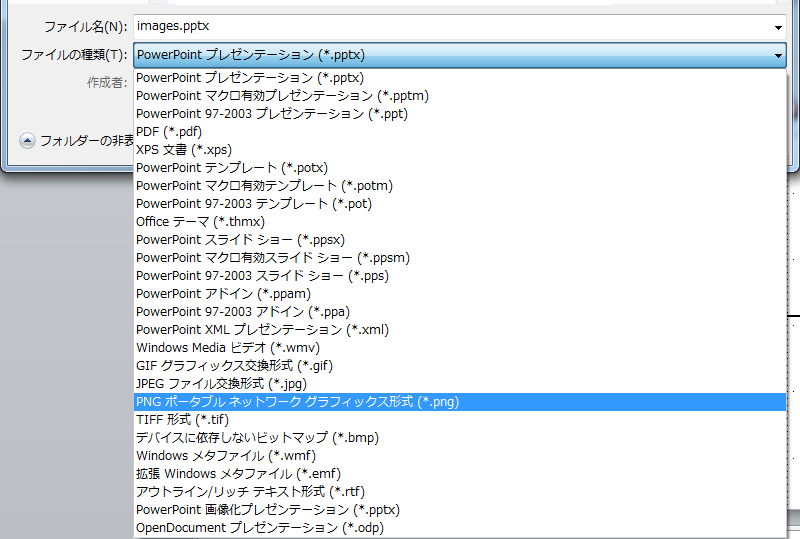 ファイル名(N): images.pptx
ファイルの種類(T): PowerPoint プレゼンテーション (*.pptx)
作成者:
PowerPoint プレゼンテーション (*.pptx)
PowerPoint マクロ有効プレゼンテーション (*.pptm)
PowerPoint 97-2003 プレゼンテーション (*.ppt)
PDF (*.pdf)
フォルダーの非表
XPS 文書 (*.xps)
PowerPoint テンプレート (*.potx)
PowerPoint マクロ有効テンプレート (*.potm)
PowerPoint 97-2003 テンプレート (*.pot)
Office テーマ (*.thmx)
PowerPoint スライド ショー (*.ppsx)
PowerPoint マクロ有効スライド ショー (*.ppsm)
PowerPoint 97-2003 スライド ショー (*.pps)
PowerPoint アドイン (*.ppam)
PowerPoint 97-2003 アドイン (*.ppa)
PowerPoint XML プレゼンテーション (*.xml)
Windows Media ビデオ (*.wmv)
GIF グラフィックス交換形式 (*.gif)
JPEG ファイル交換形式 (*.jpg)
PNG ポータブル ネットワーク グラフィックス形式 (*.png)
TIFF 形式 (*.tif)
デバイスに依存しないビットマップ (*.bmp)
Windows メタファイル (*.wmf)
拡張 Windows メタファイル (*.emf)
アウトライン/リッチ テキスト形式 (*.rtf)
PowerPoint 画像化プレゼンテーション (*.pptx)
OpenDocument プレゼンテーション (*.odp)